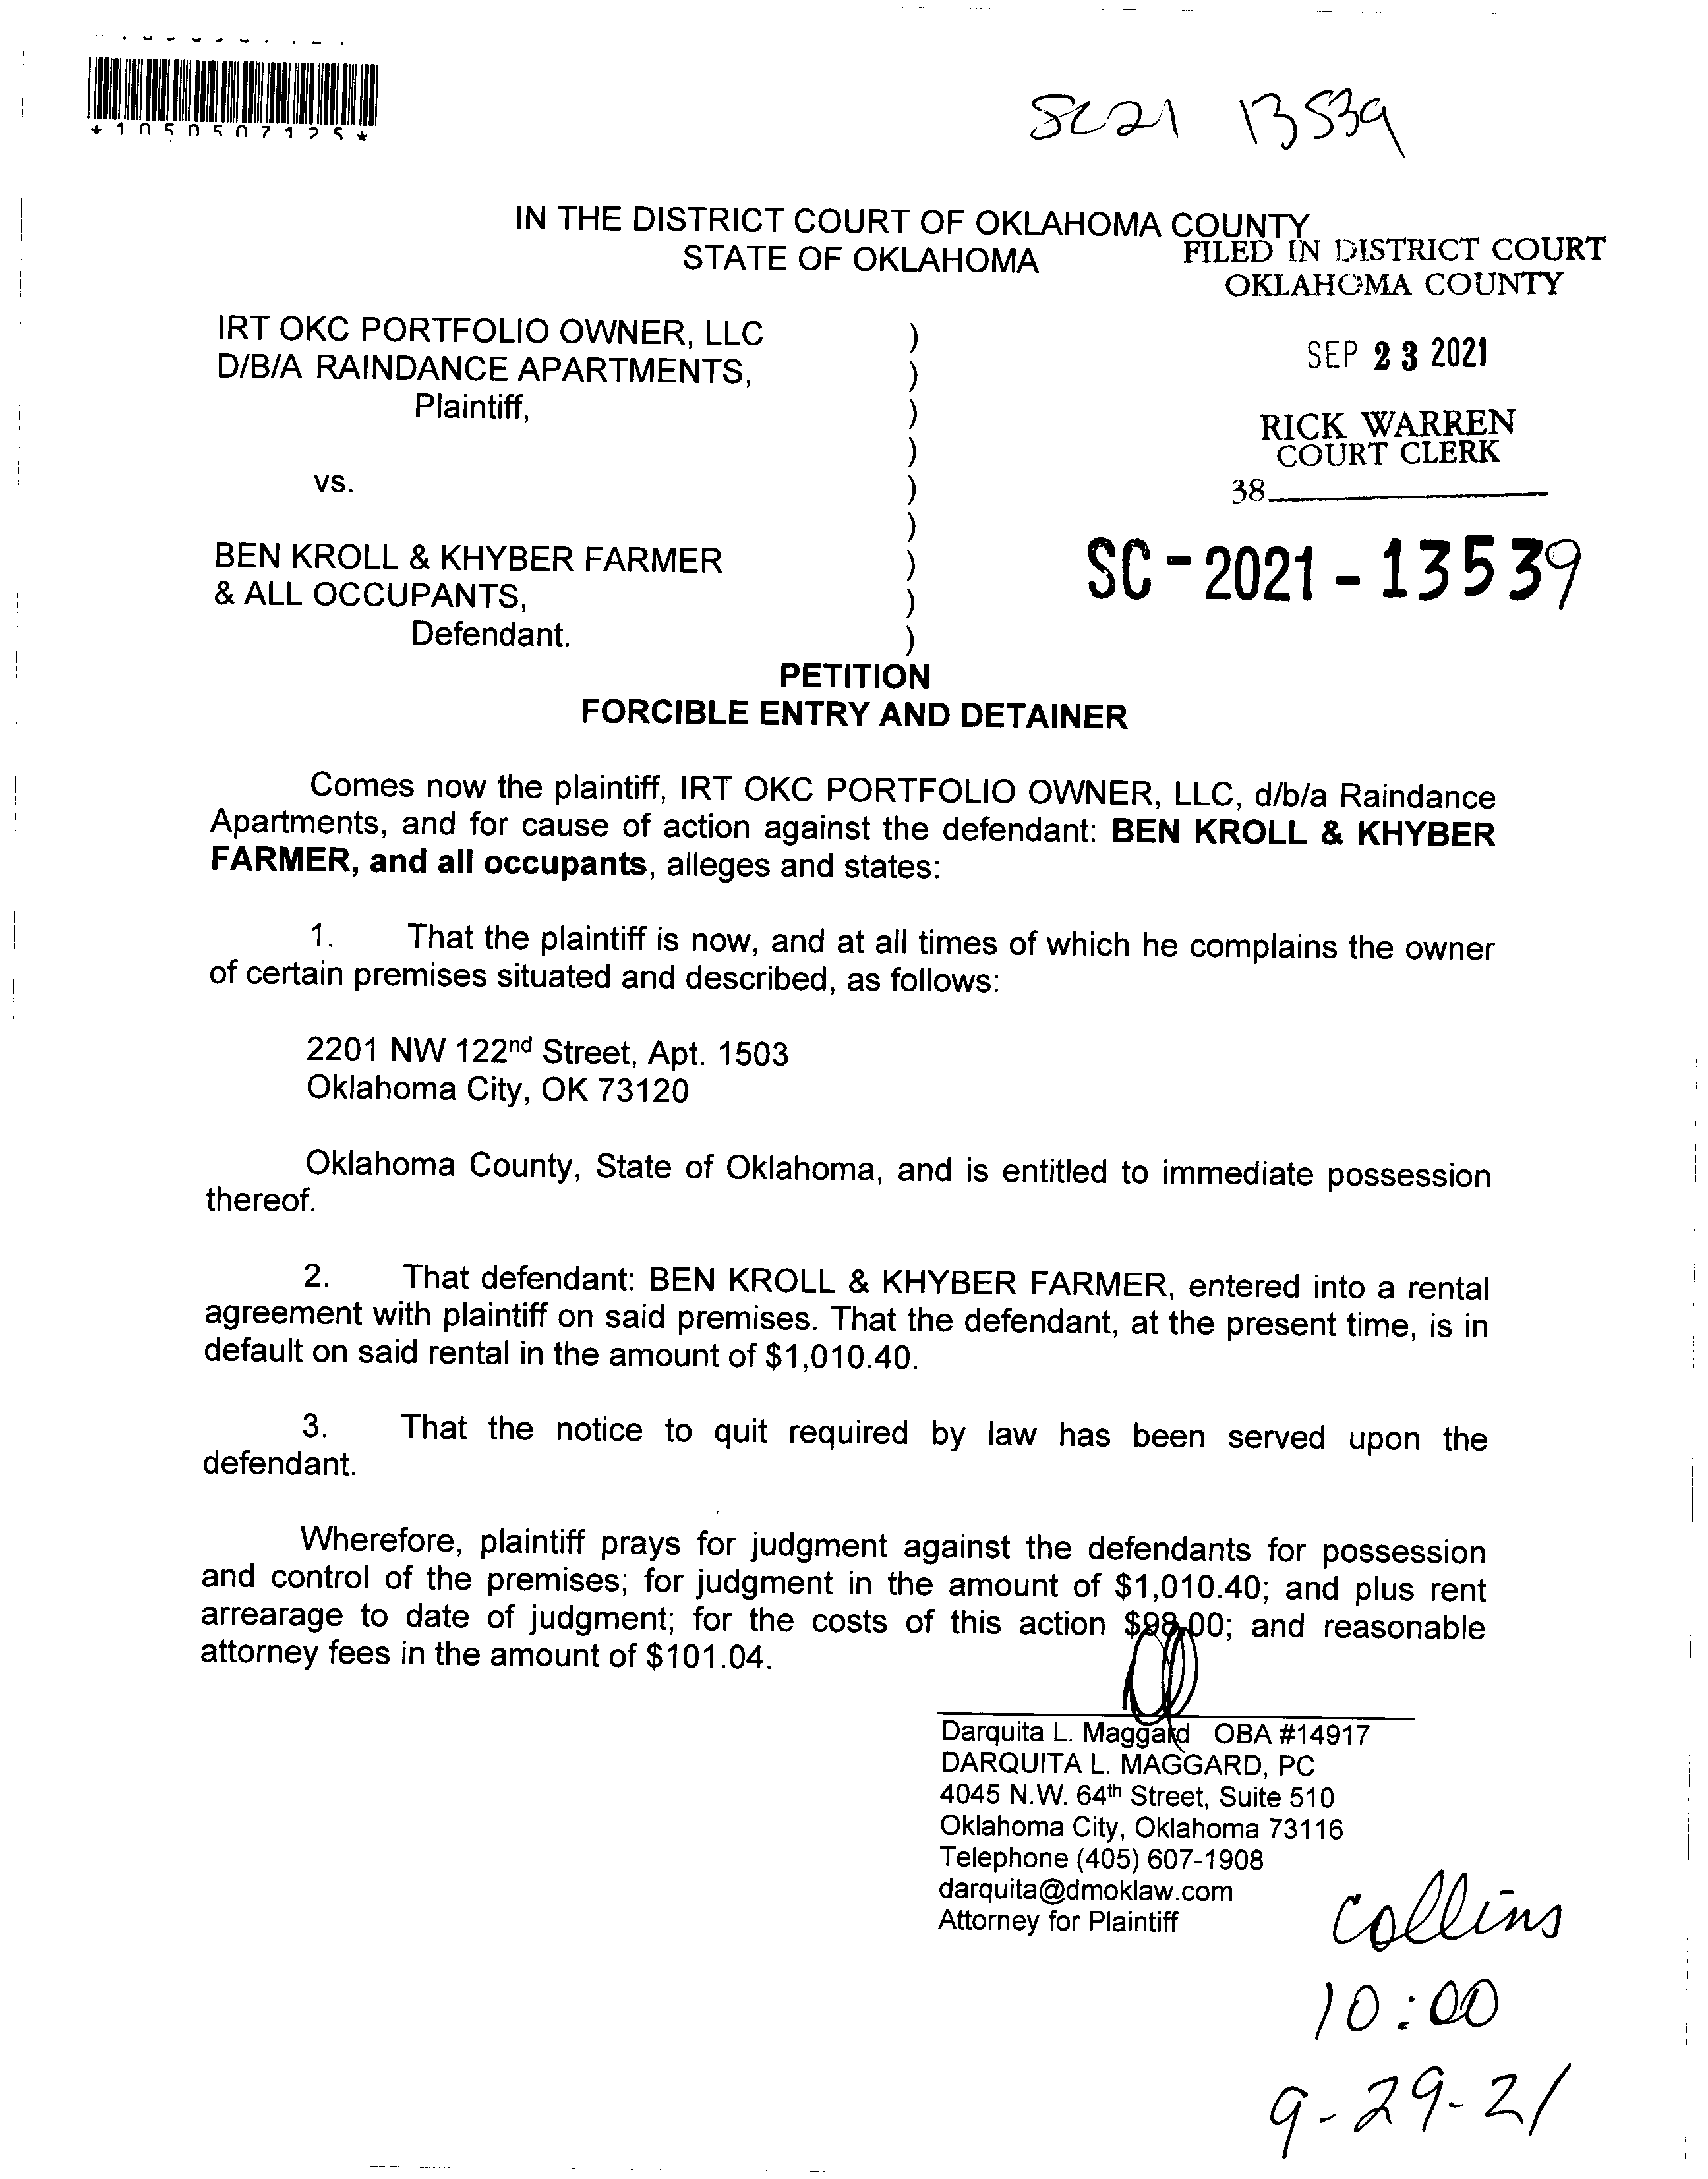 *1050507125*
SC21 13539
IN THE DISTRICT COURT OF OKLAHOMA COUNTY
STATE OF OKLAHOMA
FILED IN DISTRICT COURT
OKLAHOMA COUNTY
SEP 23 2021
RICK WARREN
COURT CLERK
38
SC-2021-13539
IRT OKC PORTFOLIO OWNER, LLC )
D/B/A RAINDANCE APARTMENTS, )
Plaintiff, )
)
vs. )
)
BEN KROLL & KHYBER FARMER )
& ALL OCCUPANTS, )
Defendant. )
PETITION
FORCIBLE ENTRY AND DETAINER
Comes now the plaintiff, IRT OKC PORTFOLIO OWNER, LLC, d/b/a Raindance
Apartments, and for cause of action against the defendant: BEN KROLL & KHYBER
FARMER, and all occupants, alleges and states:
1. That the plaintiff is now, and at all times of which he complains the owner
of certain premises situated and described, as follows:
2201 NW 122nd Street, Apt. 1503
Oklahoma City, OK 73120
Oklahoma County, State of Oklahoma, and is entitled to immediate possession
thereof.
2. That defendant: BEN KROLL & KHYBER FARMER, entered into a rental
agreement with plaintiff on said premises. That the defendant, at the present time, is in
default on said rental in the amount of $1,010.40.
3. That the notice to quit required by law has been served upon the
defendant.
Wherefore, plaintiff prays for judgment against the defendants for possession
and control of the premises; for judgment in the amount of $1,010.40; and plus rent
arrearage to date of judgment; for the costs of this action $98.00; and reasonable
attorney fees in the amount of $101.04.
Darquita L. Maggard OBA #14917
DARQUITA L. MAGGARD, PC
4045 N.W. 64th Street, Suite 510
Oklahoma City, Oklahoma 73116
Telephone (405) 607-1908
darquita@dmoklaw.com
Attorney for Plaintiff
Collins
10:00
9-29-21